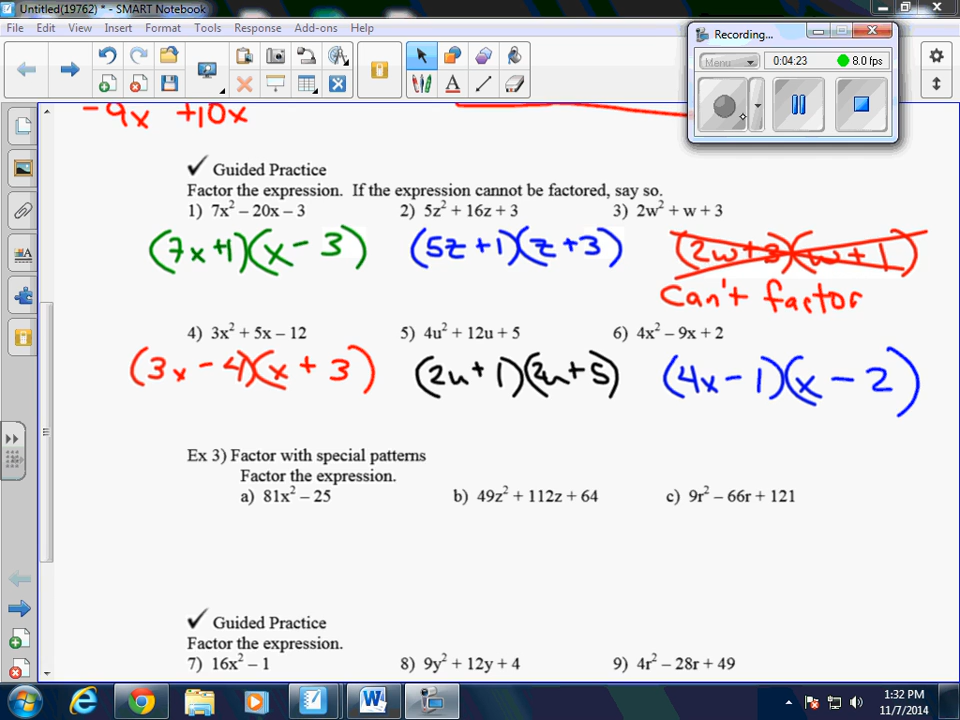 Untitled(19762) * - SMART Notebook
File Edit View Insert Format Tools Response Add-ons Help
Recording...
Menu 0:04:23 8.0 fps
-9x +10x
✓ Guided Practice
Factor the expression. If the expression cannot be factored, say so.
1) 7x² – 20x – 3 2) 5z² + 16z + 3 3) 2w² + w + 3
(7x+1)(x-3) (5z+1)(z+3) (2w+3)(w+1)
Can't factor
4) 3x² + 5x – 12 5) 4u² + 12u + 5 6) 4x² – 9x + 2
(3x-4)(x+3) (2u+1)(2u+5) (4x-1)(x-2)
Ex 3) Factor with special patterns
Factor the expression.
a) 81x² – 25 b) 49z² + 112z + 64 c) 9r² – 66r + 121
✓ Guided Practice
Factor the expression.
7) 16x² – 1 8) 9y² + 12y + 4 9) 4r² – 28r + 49
1:32 PM
11/7/2014